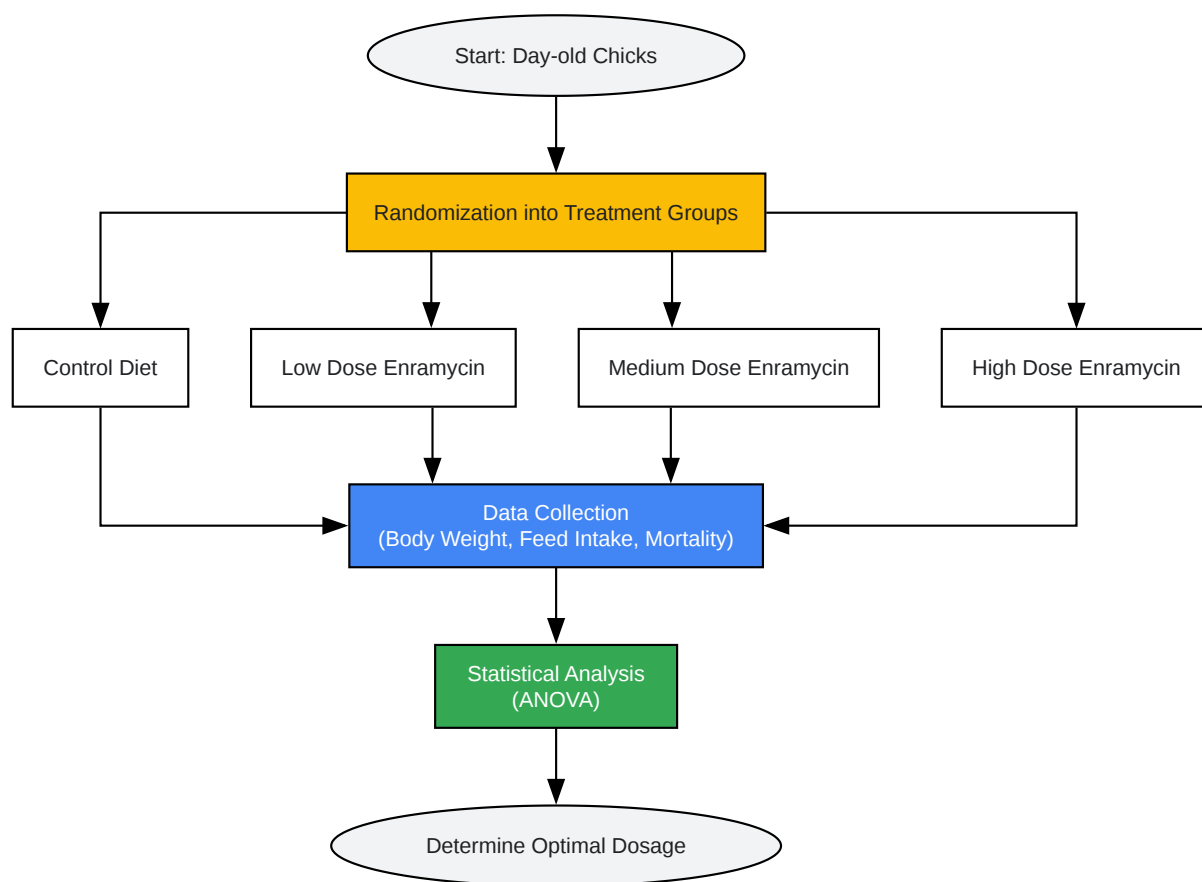 Start: Day-old Chicks
Randomization into Treatment Groups
Control Diet
Low Dose Enramycin
Medium Dose Enramycin
High Dose Enramycin
Data Collection
(Body Weight, Feed Intake, Mortality)
Statistical Analysis
(ANOVA)
Determine Optimal Dosage